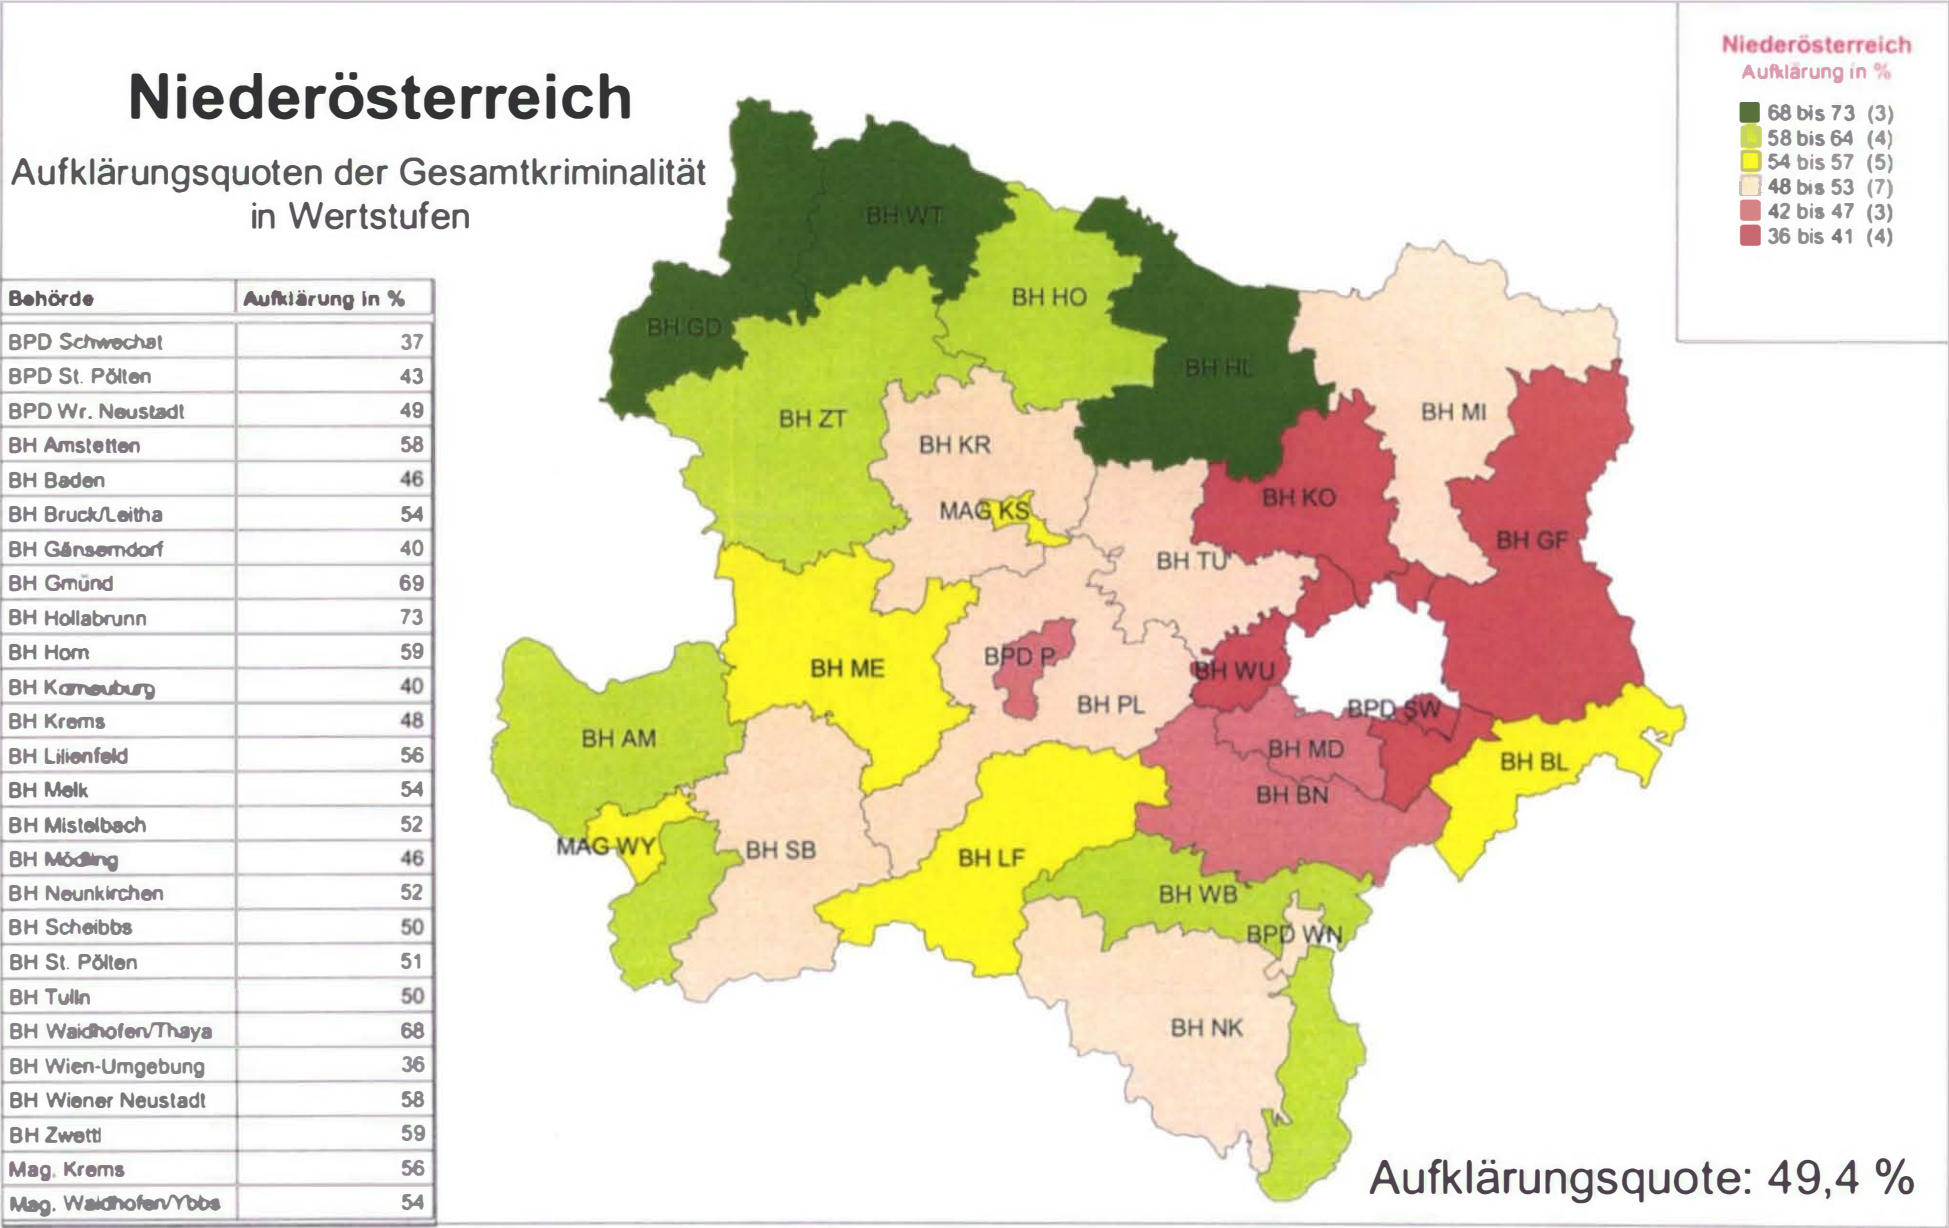 Niederösterreich
Aufklärungsquoten der Gesamtkriminalität
in Wertstufen
Behörde Aufklärung in %
BPD Schwechat 37
BPD St. Pölten 43
BPD Wr. Neustadt 49
BH Amstetten 58
BH Baden 46
BH Bruck/Leitha 54
BH Gänserndorf 40
BH Gmünd 69
BH Hollabrunn 73
BH Horn 59
BH Korneuburg 40
BH Krems 48
BH Lilienfeld 56
BH Melk 54
BH Mistelbach 52
BH Mödling 46
BH Neunkirchen 52
BH Scheibbs 50
BH St. Pölten 51
BH Tulln 50
BH Waidhofen/Thaya 68
BH Wien-Umgebung 36
BH Wiener Neustadt 58
BH Zwettl 59
Mag. Krems 56
Mag. Waidhofen/Ybbs 54
Niederösterreich
Aufklärung in %
68 bis 73 (3)
58 bis 64 (4)
54 bis 57 (5)
48 bis 53 (7)
42 bis 47 (3)
36 bis 41 (4)
BH WT
BH HO
BH GD
BH HL
BH ZT
BH MI
BH KR
BH KO
MAG KS
BH GF
BH TU
BPD P
BH ME
BH WU
BH PL
BPD SW
BH AM
BH MD
BH BL
BH BN
MAG WY
BH SB
BH LF
BH WB
BPD WN
BH NK
Aufklärungsquote: 49,4 %